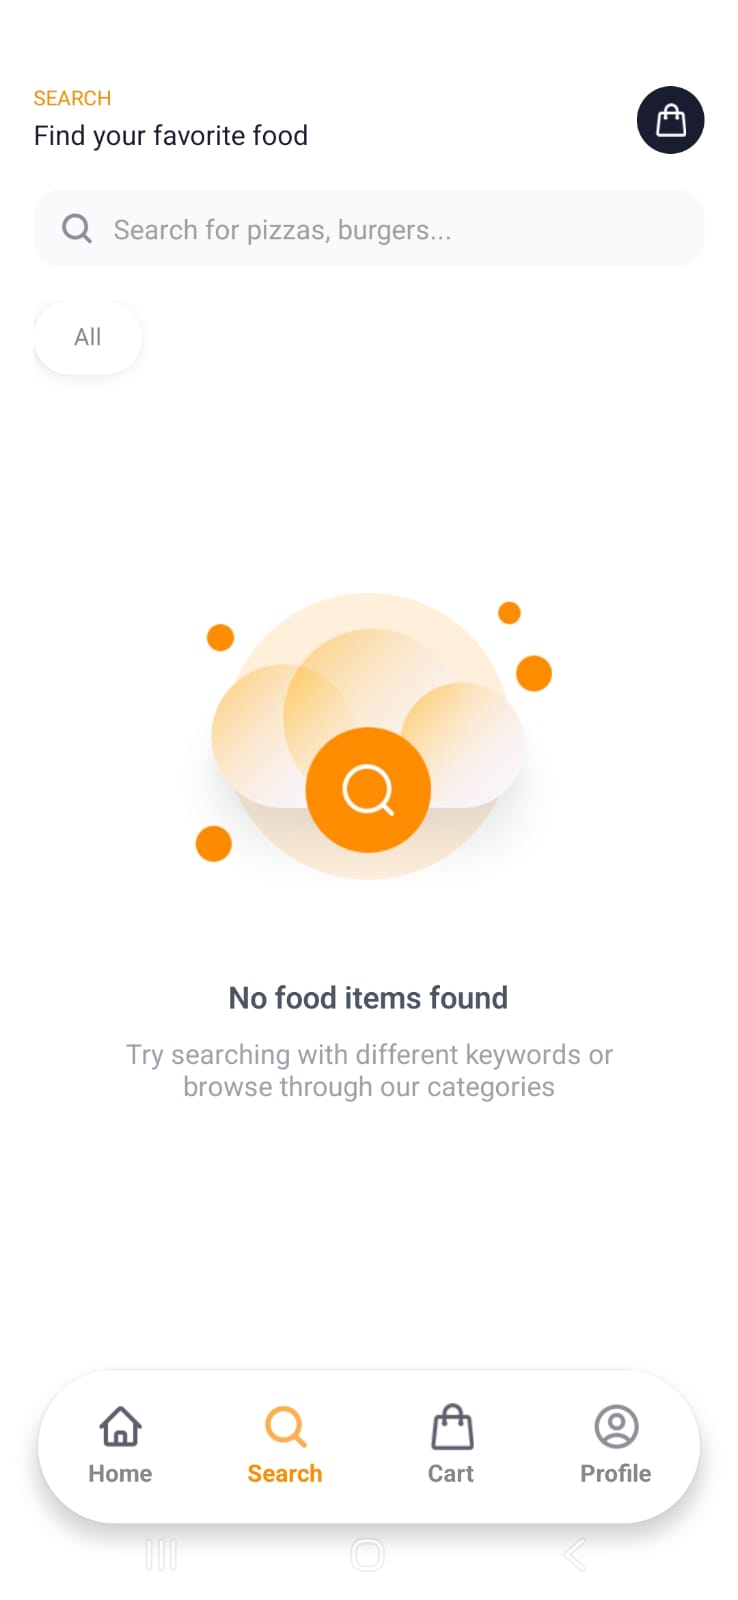 SEARCH
Find your favorite food
Search for pizzas, burgers...
All
No food items found
Try searching with different keywords or
browse through our categories
Home
Search
Cart
Profile